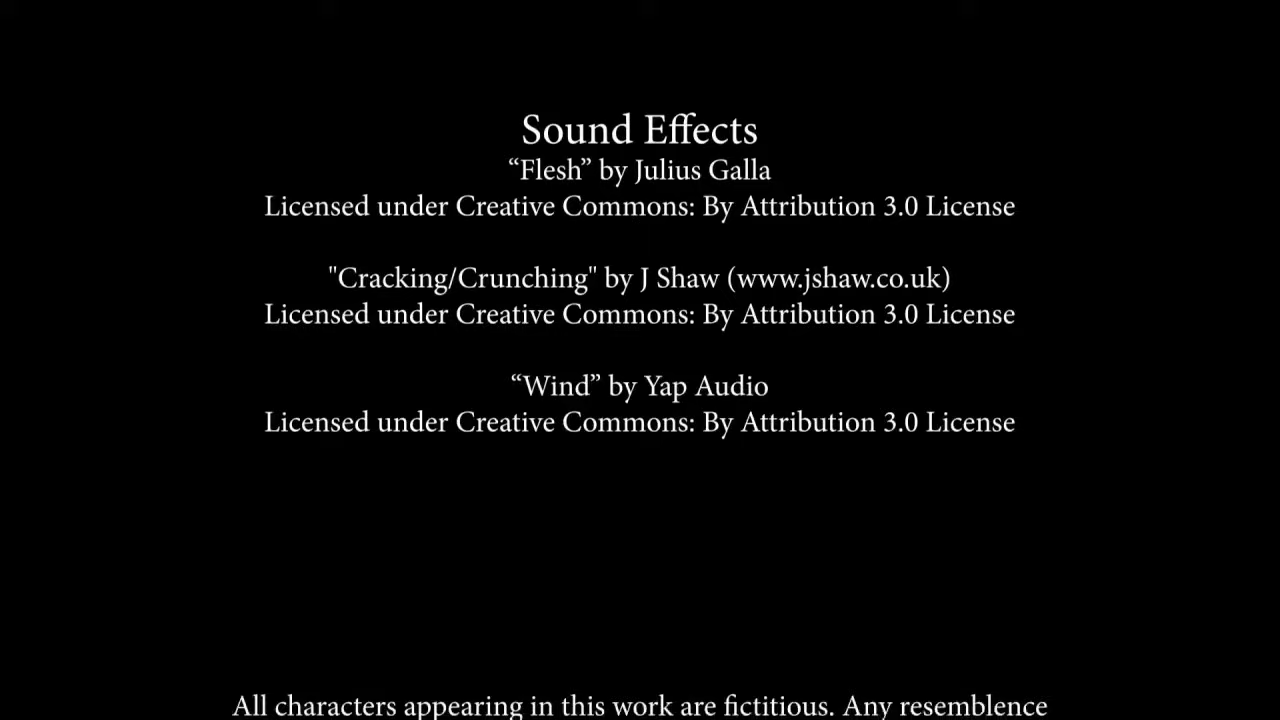 Sound Effects
“Flesh” by Julius Galla
Licensed under Creative Commons: By Attribution 3.0 License
"Cracking/Crunching" by J Shaw (www.jshaw.co.uk)
Licensed under Creative Commons: By Attribution 3.0 License
“Wind” by Yap Audio
Licensed under Creative Commons: By Attribution 3.0 License
All characters appearing in this work are fictitious. Any resemblence